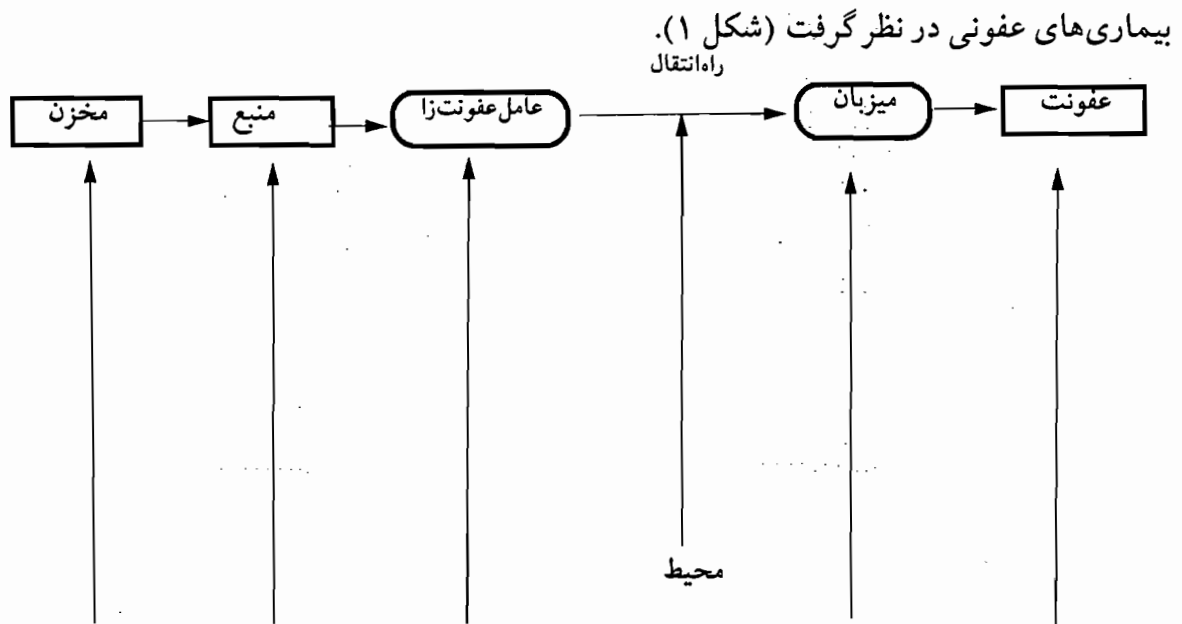 بیماری‌های عفونی در نظر گرفت (شکل ۱).
راه‌انتقال
مخزن
منبع
عامل‌عفونت‌زا
میزبان
عفونت
محیط